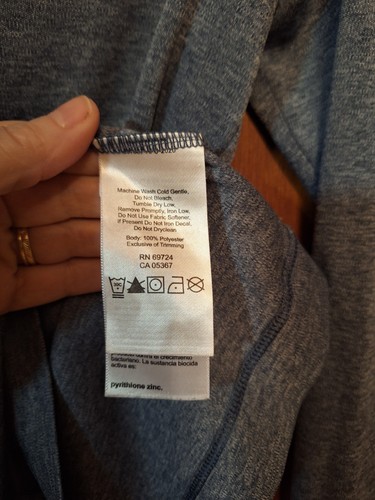 Machine Wash Cold Gentle,
Do Not Bleach,
Tumble Dry Low,
Remove Promptly, Iron Low,
Do Not Use Fabric Softener,
If Present Do Not Iron Decal,
Do Not Dryclean.
Body: 100% Polyester
Exclusive of Trimming
RN 69724
CA 05367
30C
crecimiento
bacteriano. La sustancia biocida
activa es:
pyrithione zinc.